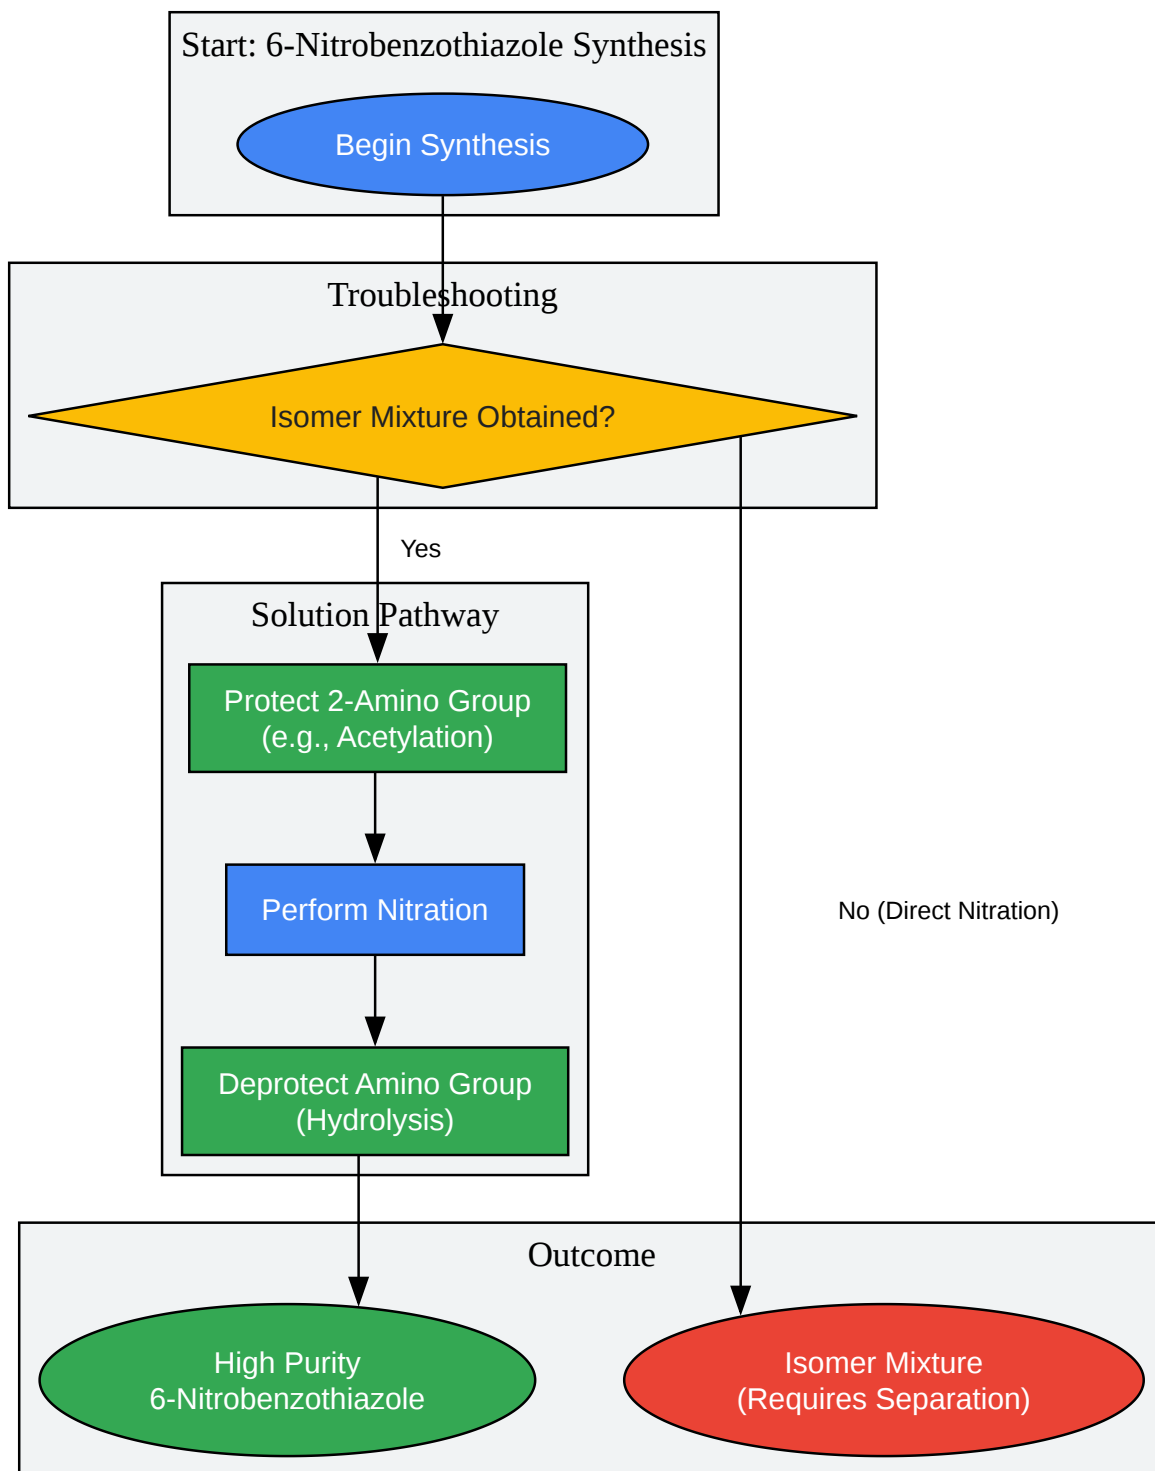 Start: 6-Nitrobenzothiazole Synthesis
Begin Synthesis
Troubleshooting
Isomer Mixture Obtained?
Yes
Solution Pathway
Protect 2-Amino Group
(e.g., Acetylation)
Perform Nitration
No (Direct Nitration)
Deprotect Amino Group
(Hydrolysis)
Outcome
High Purity
6-Nitrobenzothiazole
Isomer Mixture
(Requires Separation)